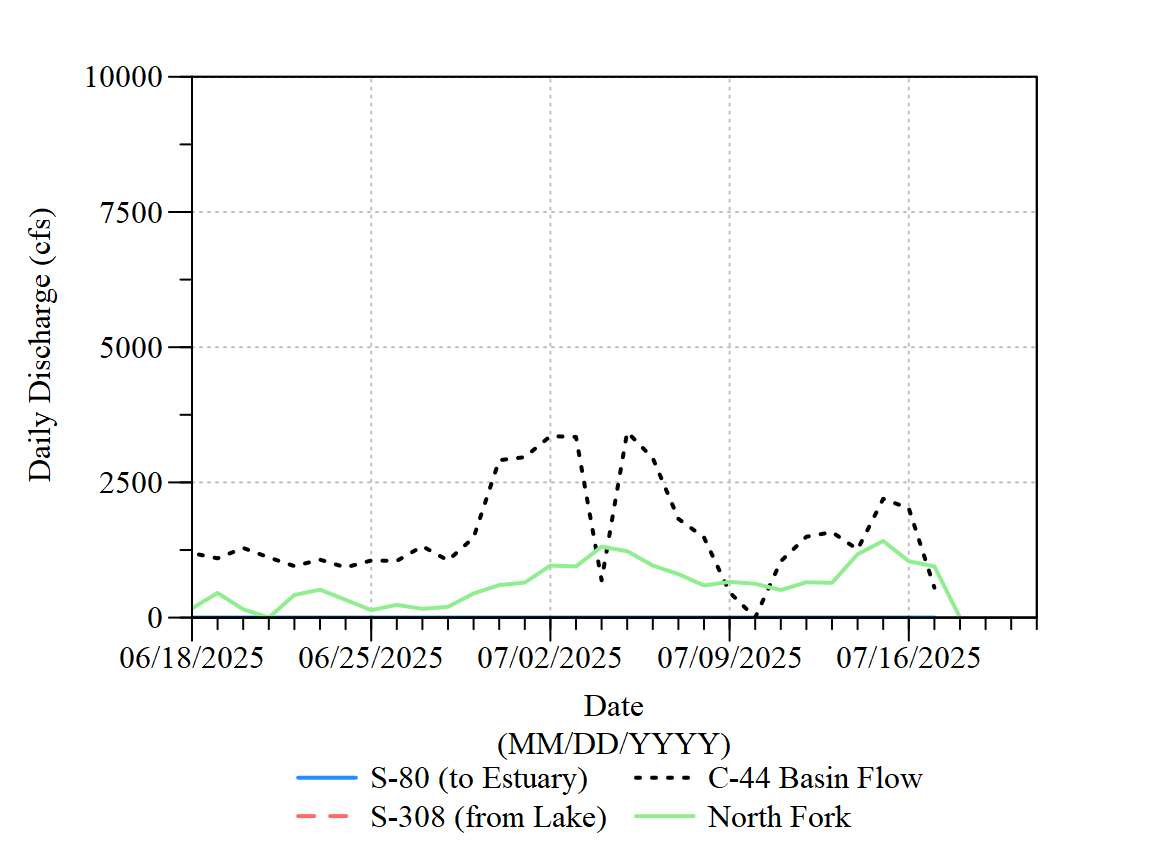 10000
7500
5000
2500
0
Daily Discharge (cfs)
06/18/2025 06/25/2025 07/02/2025 07/09/2025 07/16/2025
Date
(MM/DD/YYYY)
S-80 (to Estuary) C-44 Basin Flow
S-308 (from Lake) North Fork